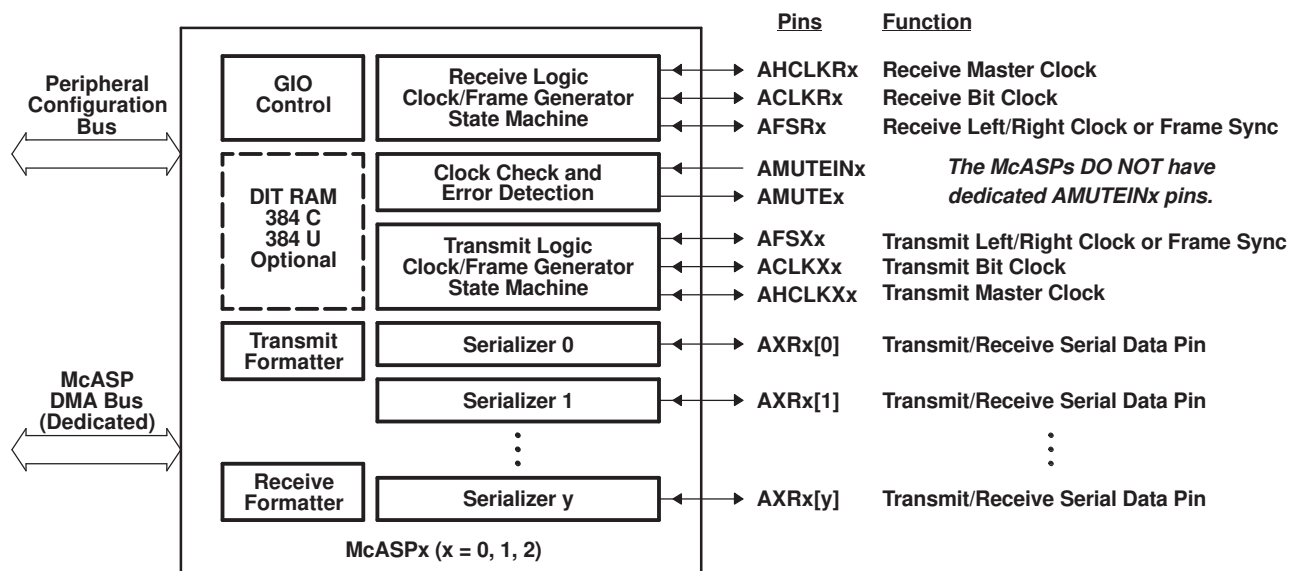 Pins Function
Peripheral
Configuration
Bus
GIO
Control
Receive Logic
Clock/Frame Generator
State Machine
AHCLKRx Receive Master Clock
ACLKRx Receive Bit Clock
AFSRx Receive Left/Right Clock or Frame Sync
DIT RAM
384 C
384 U
Optional
Clock Check and
Error Detection
AMUTEINx
AMUTEx
The McASPs DO NOT have
dedicated AMUTEINx pins.
Transmit Logic
Clock/Frame Generator
State Machine
AFSXx Transmit Left/Right Clock or Frame Sync
ACLKXx Transmit Bit Clock
AHCLKXx Transmit Master Clock
Transmit
Formatter
Serializer 0
AXRx[0] Transmit/Receive Serial Data Pin
McASP
DMA Bus
(Dedicated)
Serializer 1
AXRx[1] Transmit/Receive Serial Data Pin
Receive
Formatter
Serializer y
AXRx[y] Transmit/Receive Serial Data Pin
McASPx (x = 0, 1, 2)